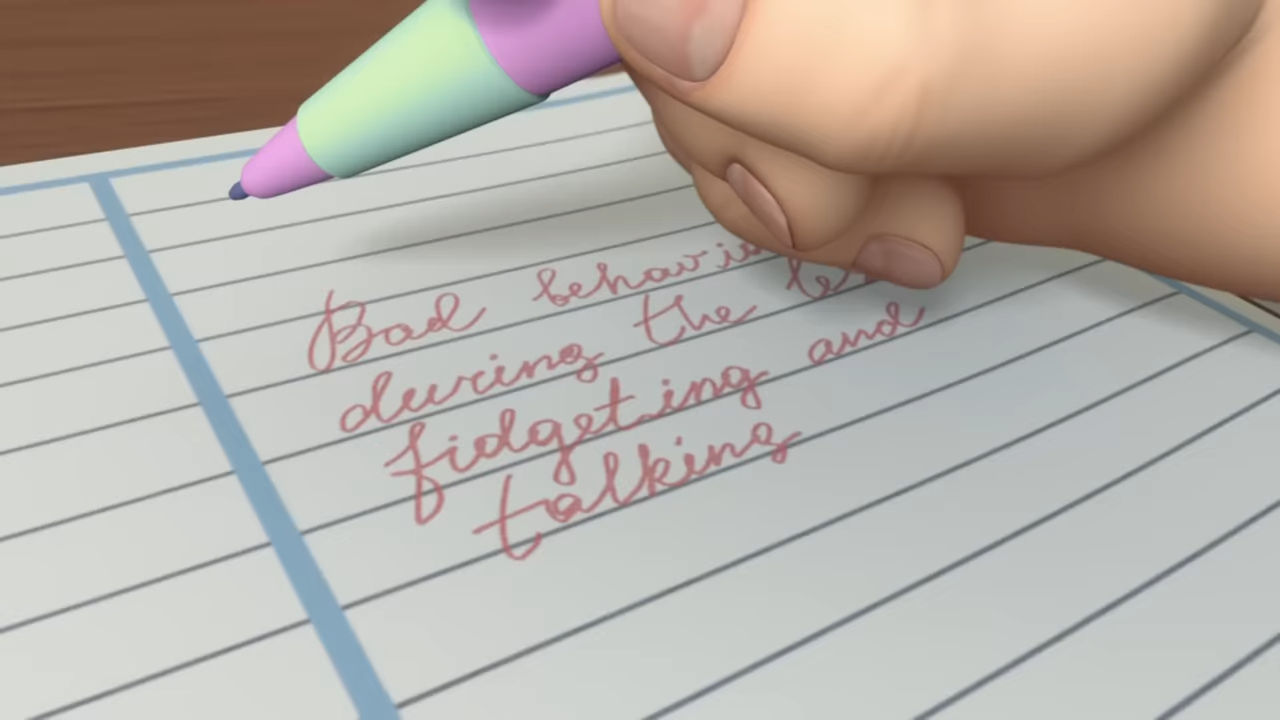 Bad
during the
fidgeting and
talking